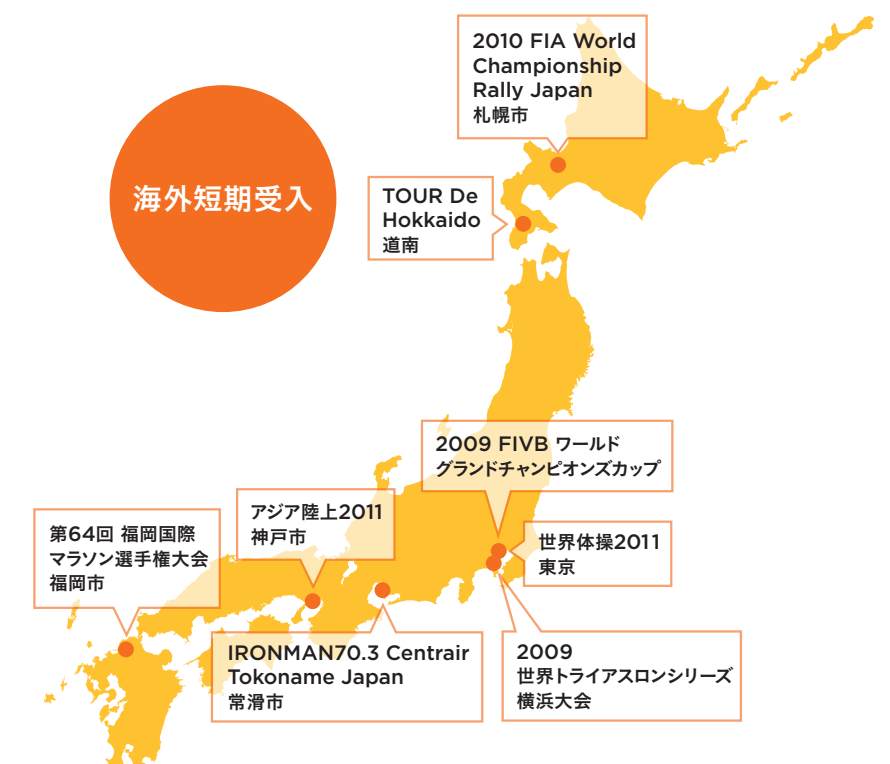 2010 FIA World
Championship
Rally Japan
札幌市
海外短期受入
TOUR De
Hokkaido
道南
2009 FIVB ワールド
グランドチャンピオンズカップ
アジア陸上2011
神戸市
第64回 福岡国際
マラソン選手権大会
福岡市
世界体操2011
東京
IRONMAN70.3 Centrair
Tokoname Japan
常滑市
2009
世界トライアスロンシリーズ
横浜大会